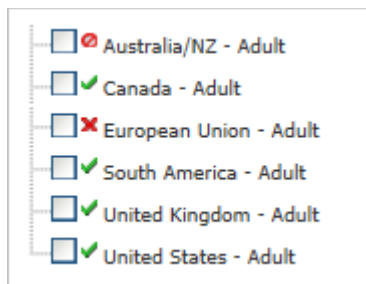 Australia/NZ - Adult
Canada - Adult
European Union - Adult
South America - Adult
United Kingdom - Adult
United States - Adult